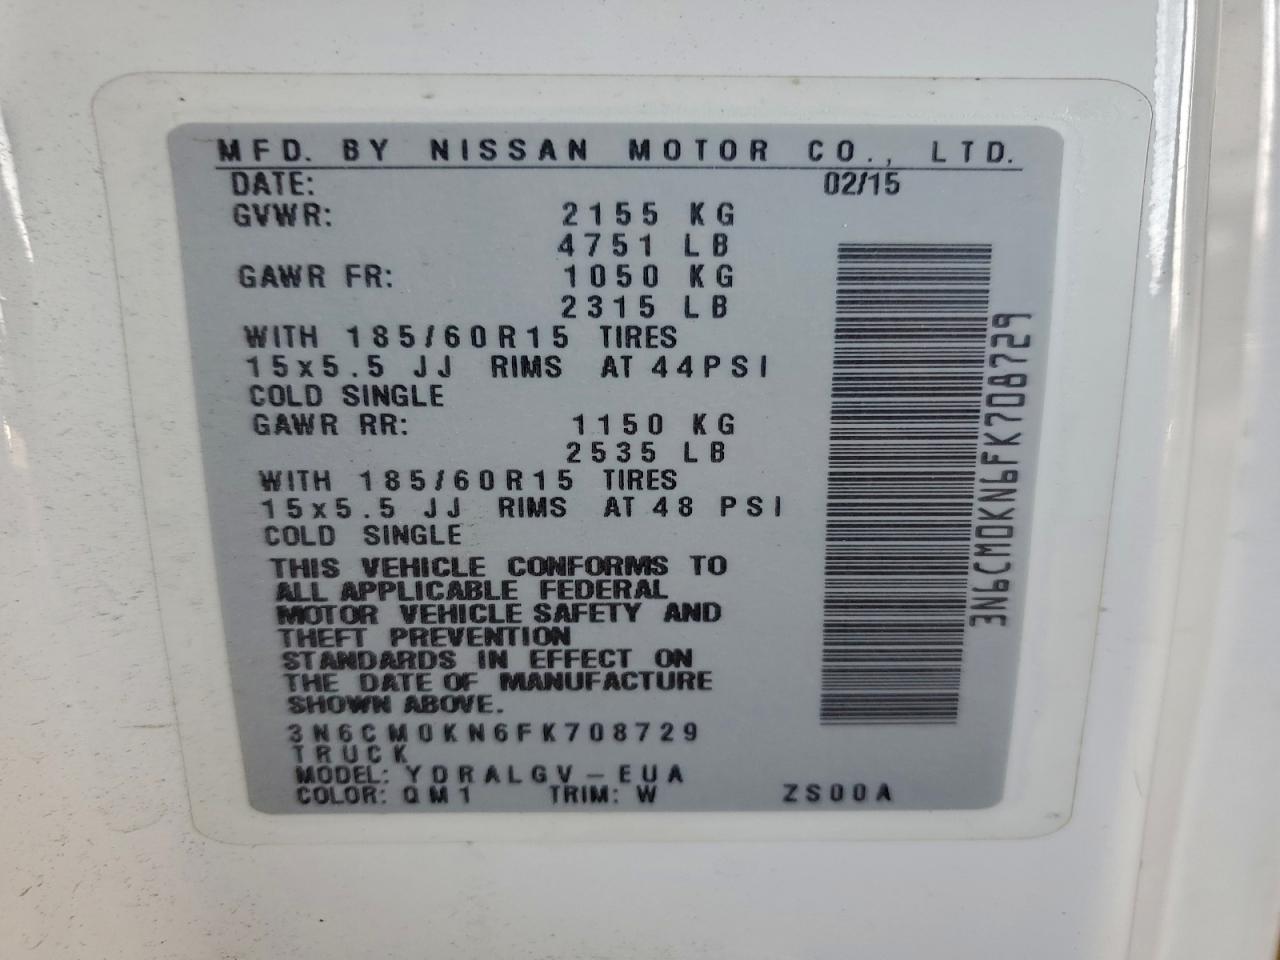 MFD. BY NISSAN MOTOR CO., LTD.
DATE: 02/15
GVWR: 2155 KG
4751 LB
GAWR FR: 1050 KG
2315 LB
WITH 185/60R15 TIRES
15x5.5 JJ RIMS AT 44PSI
COLD SINGLE
GAWR RR: 1150 KG
2535 LB
WITH 185/60R15 TIRES
15x5.5 JJ RIMS AT 48 PSI
COLD SINGLE
THIS VEHICLE CONFORMS TO
ALL APPLICABLE FEDERAL
MOTOR VEHICLE SAFETY AND
THEFT PREVENTION
STANDARDS IN EFFECT ON
THE DATE OF MANUFACTURE
SHOWN ABOVE.
3N6CM0KN6FK708729
TRUCK
MODEL: YDRALGV-EUA
COLOR: QM1 TRIM: W ZS00A
3N6CM0KN6FK708729